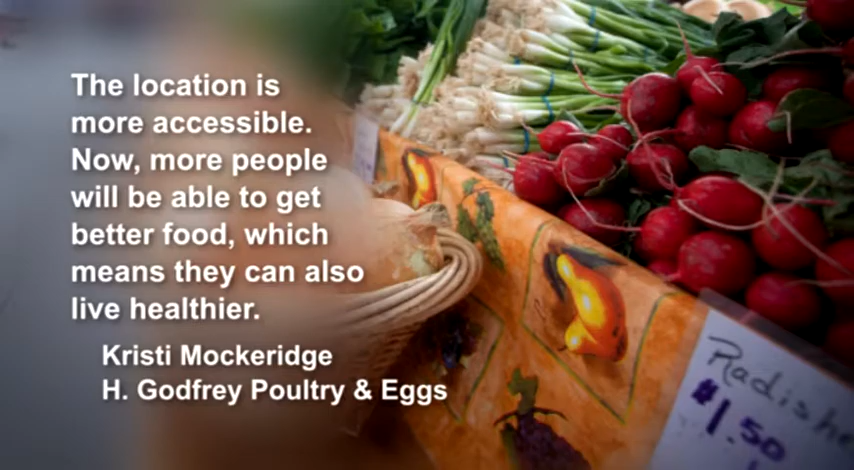 The location is
more accessible.
Now, more people
will be able to get
better food, which
means they can also
live healthier.
Kristi Mockeridge
H. Godfrey Poultry & Eggs
Radishe
$1.50